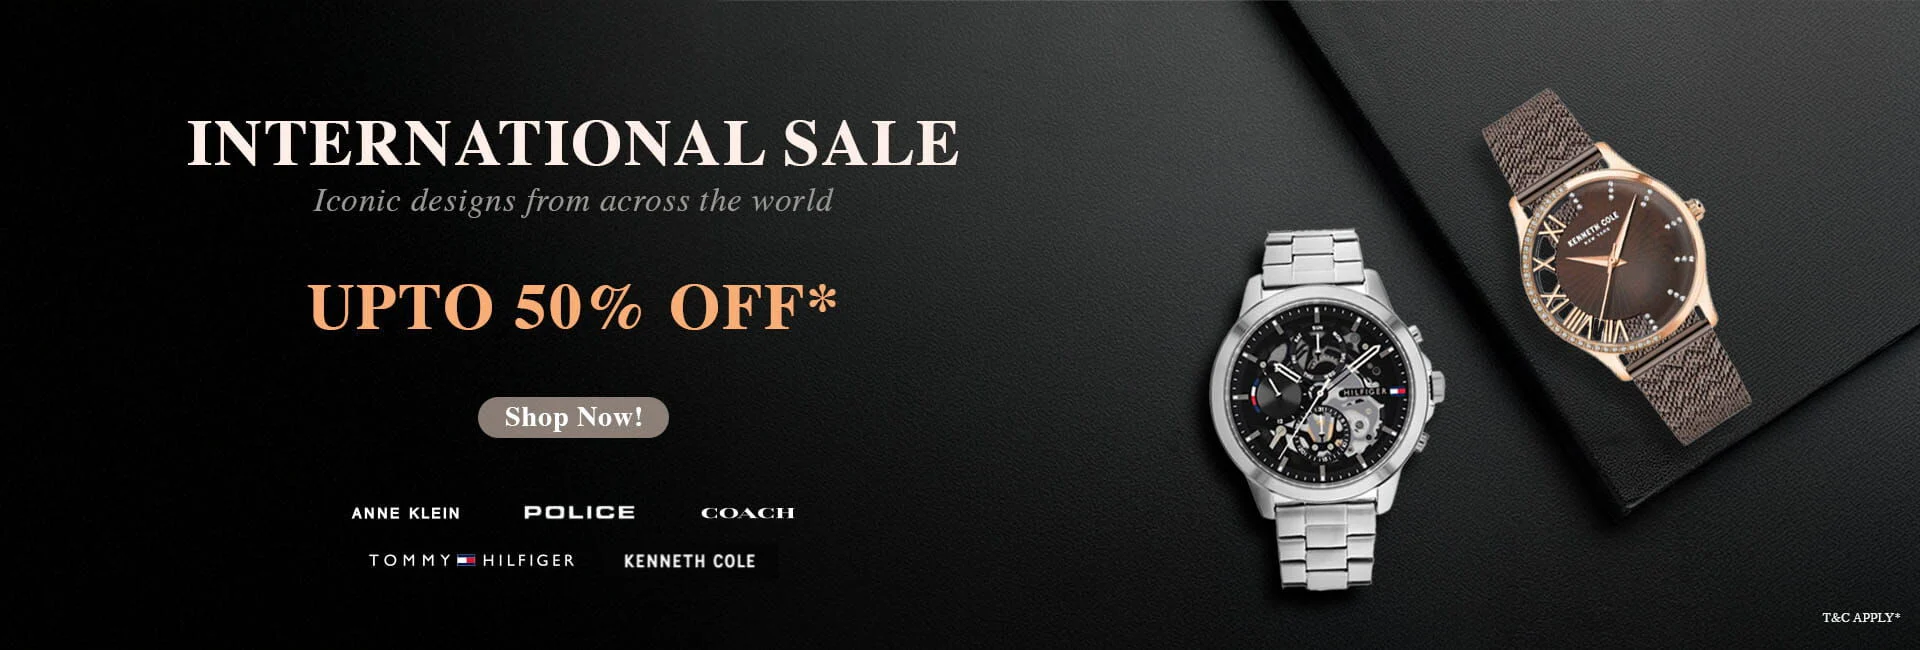 INTERNATIONAL SALE
Iconic designs from across the world
UPTO 50% OFF*
Shop Now!
ANNE KLEIN POLICE COACH
TOMMY HILFIGER KENNETH COLE
HILFIGER
KENNETH COLE
NEW YORK
T&C APPLY*